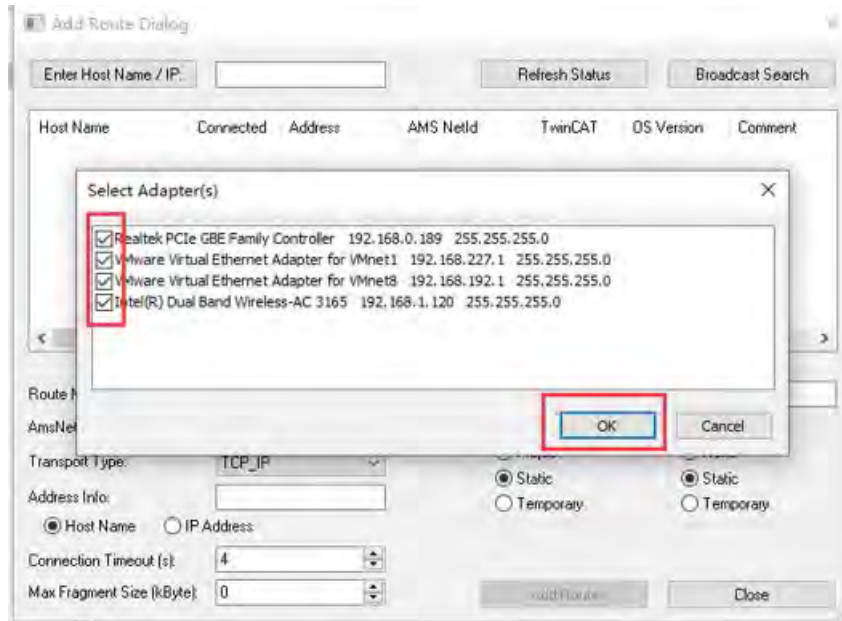 Add Route Dialog
Enter Host Name / IP: Refresh Status Broadcast Search
Host Name Connected Address AMS NetId TwinCAT OS Version Comment
Select Adapter(s)
Realtek PCIe GBE Family Controller 192.168.0.189 255.255.255.0
VMware Virtual Ethernet Adapter for VMnet1 192.168.227.1 255.255.255.0
VMware Virtual Ethernet Adapter for VMnet8 192.168.192.1 255.255.255.0
Intel(R) Dual Band Wireless-AC 3165 192.168.1.120 255.255.255.0
Route
OK Cancel
AmsNet
Transport Type: TCP_IP
Static Static
Address Info:
Temporary Temporary
Host Name IP Address
Connection Timeout (s): 4
Max Fragment Size (kByte): 0 Add Route Close